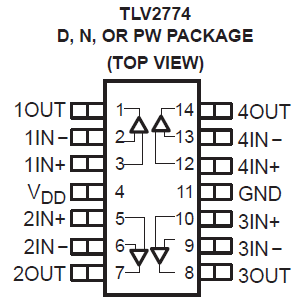 TLV2774
D, N, OR PW PACKAGE
(TOP VIEW)
1OUT 1 14 4OUT
1IN− 2 13 4IN−
1IN+ 3 12 4IN+
VDD 4 11 GND
2IN+ 5 10 3IN+
2IN− 6 9 3IN−
2OUT 7 8 3OUT